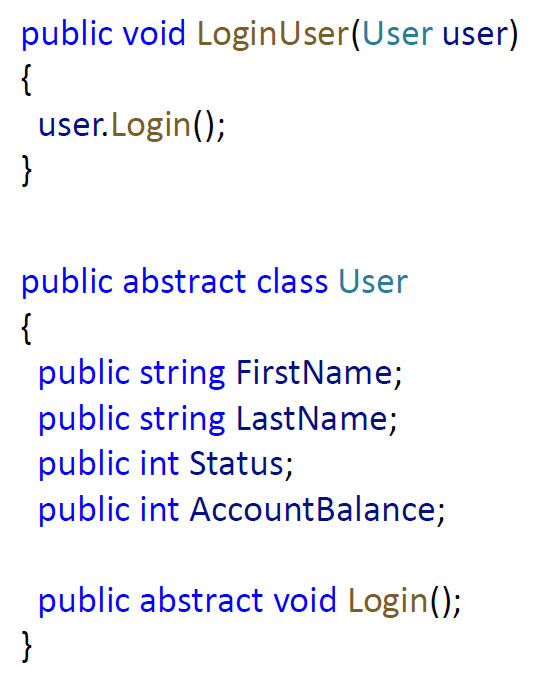 public void LoginUser(User user)
{
user.Login();
}
public abstract class User
{
public string FirstName;
public string LastName;
public int Status;
public int AccountBalance;
public abstract void Login();
}